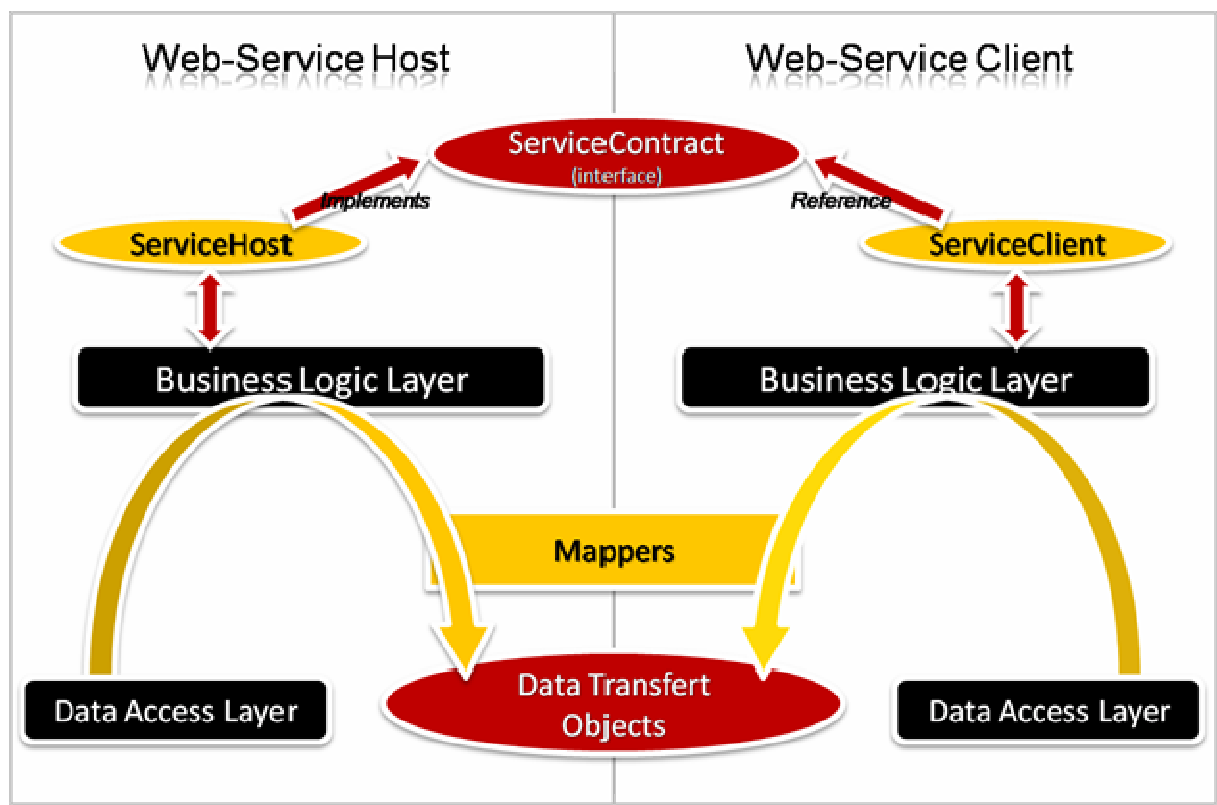 Web-Service Host
Web-Service Client
ServiceContract
(interface)
Implements
Reference
ServiceHost
ServiceClient
Business Logic Layer
Business Logic Layer
Mappers
Data Access Layer
Data Transfert
Objects
Data Access Layer